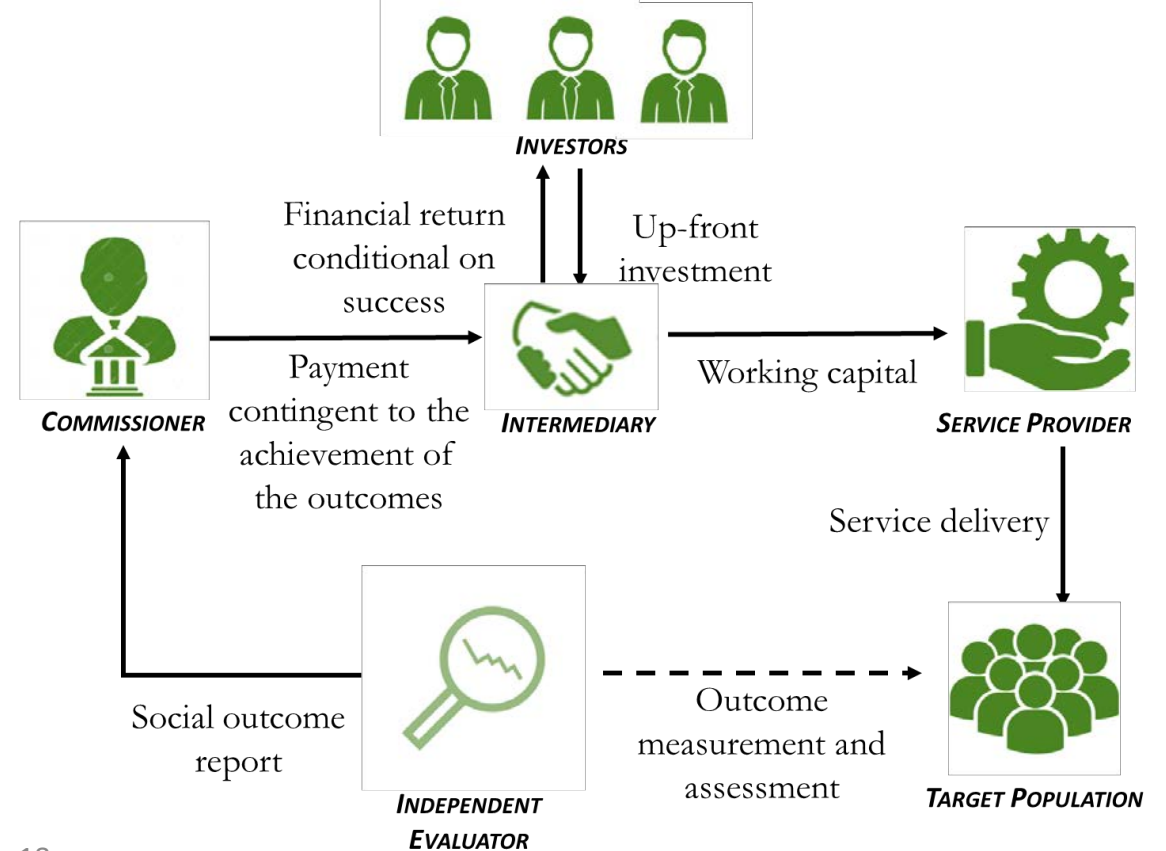 INVESTORS
Financial return
conditional on
success
Up-front
investment
COMMISSIONER
Payment
contingent to the
achievement of
the outcomes
INTERMEDIARY
Working capital
SERVICE PROVIDER
Service delivery
Social outcome
report
INDEPENDENT
EVALUATOR
Outcome
measurement and
assessment
TARGET POPULATION